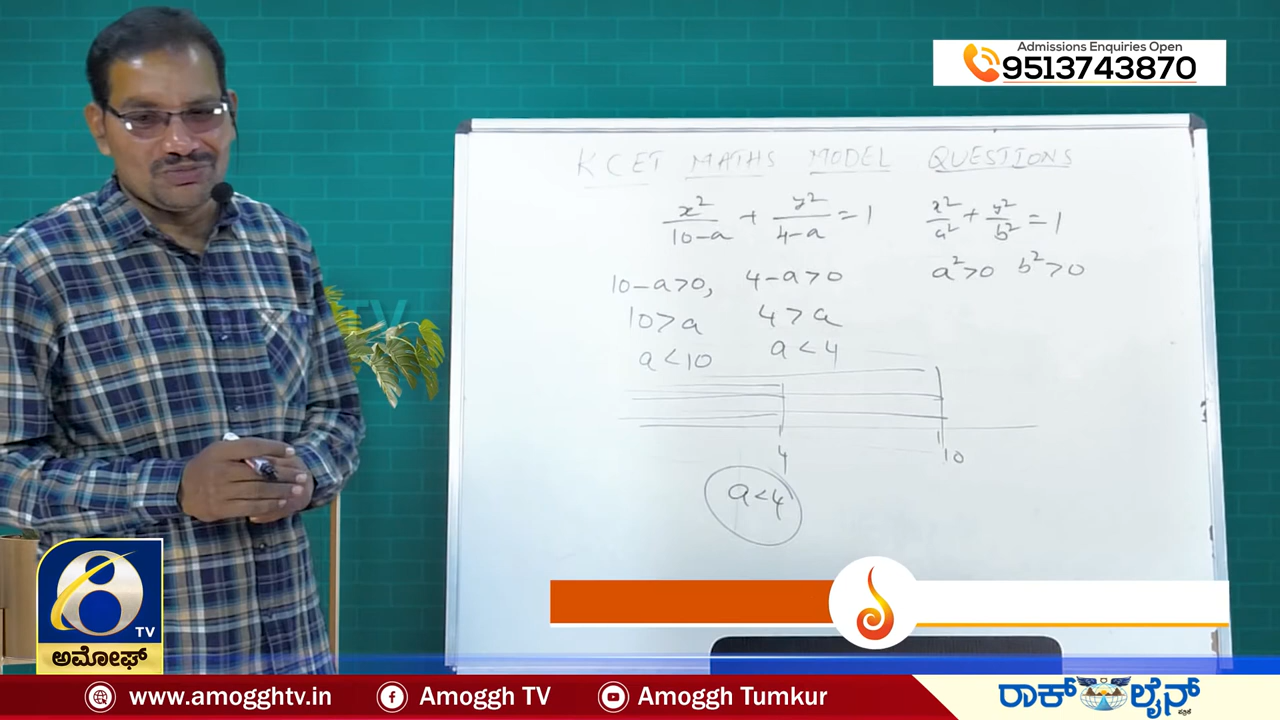 Admissions Enquiries Open
9513743870
KCET MATHS MODEL QUESTIONS
x²/10-a + y²/4-a = 1
x²/a² + y²/b² = 1
10-a>0, 4-a>0
a²>0 b²>0
10>a 4>a
a<10 a<4
4 10
a<4
TV
8
TV
ಅಮೋಘ್
www.amogghtv.in
Amoggh TV
Amoggh Tumkur
ರಾಕ್ ಲೈನ್